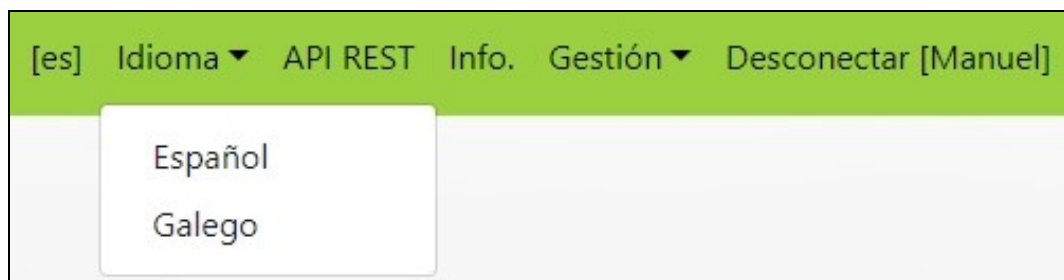 [es] Idioma API REST Info. Gestión Desconectar [Manuel]
Español
Galego